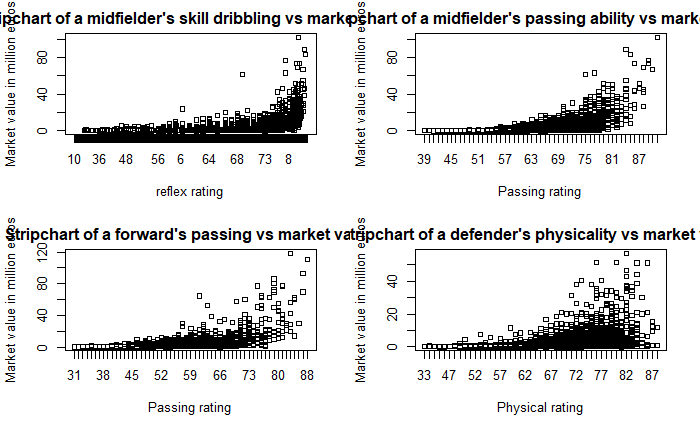 ipchart of a midfielder's skill dribbling vs marke
Market value in million euros
0 40 80
10 36 48 56 6 64 68 73 8
reflex rating
pchart of a midfielder's passing ability vs marke
Market value in million euros
0 40 80
39 45 51 57 63 69 75 81 87
Passing rating
Stripchart of a forward's passing vs market va
Market value in million euros
0 40 80 120
31 38 45 52 59 66 73 80 88
Passing rating
tripchart of a defender's physicality vs market
Market value in million euros
0 20 40
33 47 52 57 62 67 72 77 82 87
Physical rating